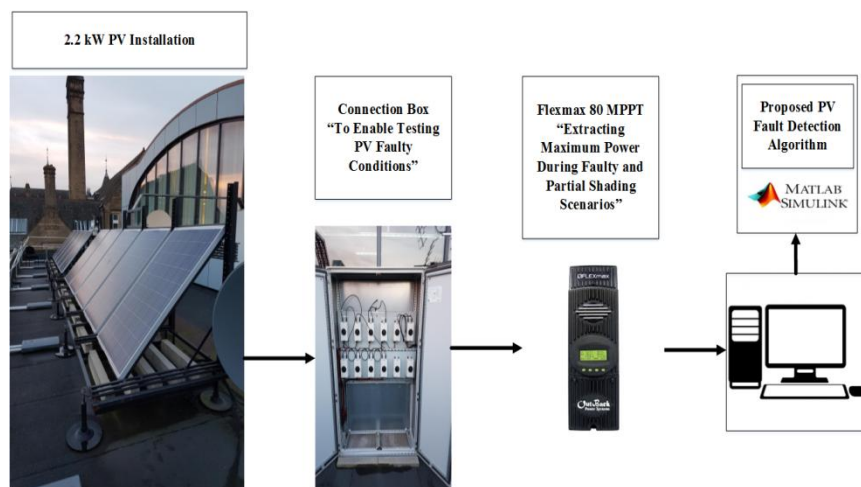 2.2 kW PV Installation
Connection Box
“To Enable Testing
PV Faulty
Conditions”
Flexmax 80 MPPT
“Extracting
Maximum Power
During Faulty and
Partial Shading
Scenarios”
Proposed PV
Fault Detection
Algorithm
MATLAB
SIMULINK
FLEXmax
OutBack
Power Systems